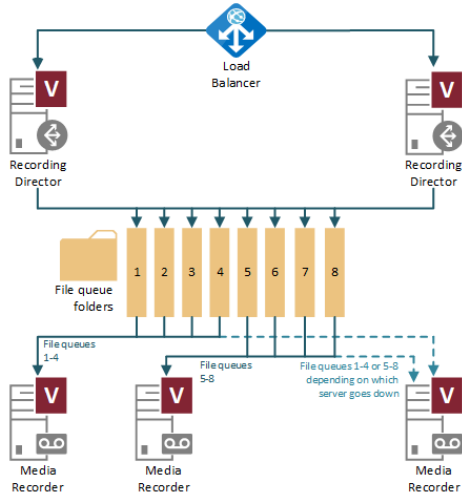 Load
Balancer
V
V
Recording
Director
Recording
Director
File queue
folders
1 2 3 4 5 6 7 8
File queues
1-4
File queues
5-8
File queues 1-4 or 5-8
depending on which
server goes down
V
V
V
Media
Recorder
Media
Recorder
Media
Recorder